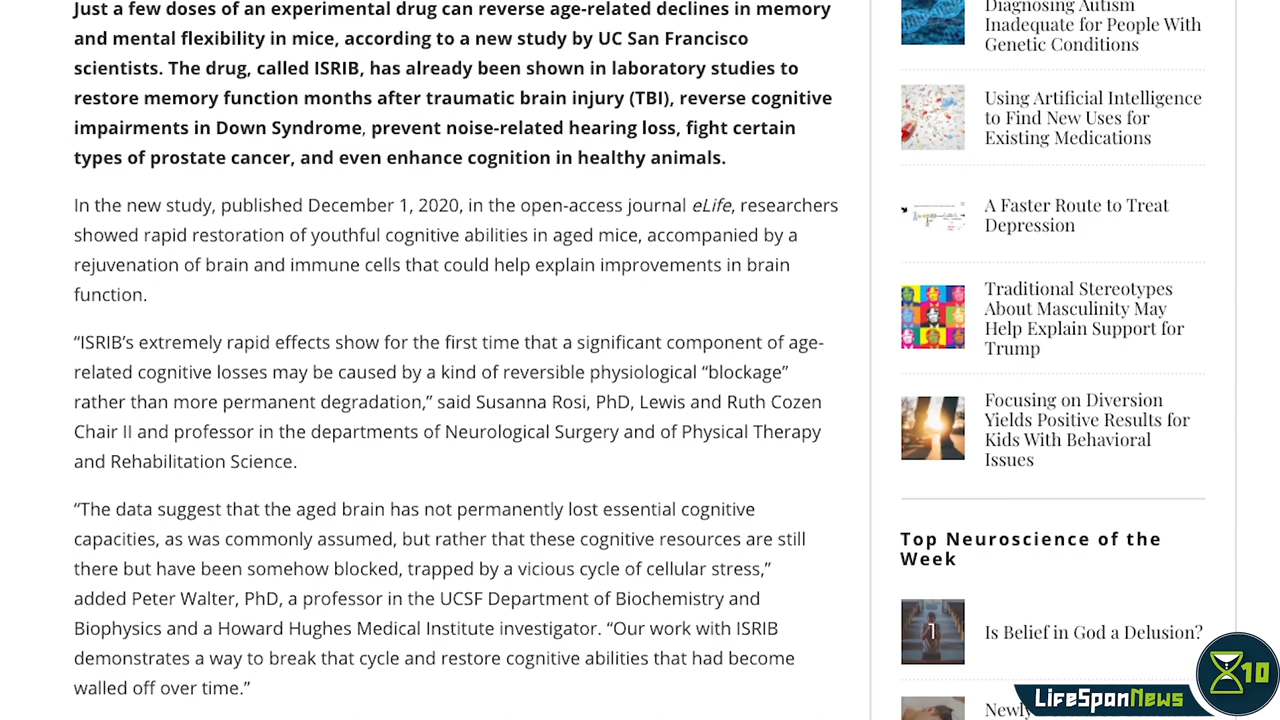 Just a few doses of an experimental drug can reverse age-related declines in memory
and mental flexibility in mice, according to a new study by UC San Francisco
scientists. The drug, called ISRIB, has already been shown in laboratory studies to
restore memory function months after traumatic brain injury (TBI), reverse cognitive
impairments in Down Syndrome, prevent noise-related hearing loss, fight certain
types of prostate cancer, and even enhance cognition in healthy animals.
In the new study, published December 1, 2020, in the open-access journal eLife, researchers
showed rapid restoration of youthful cognitive abilities in aged mice, accompanied by a
rejuvenation of brain and immune cells that could help explain improvements in brain
function.
“ISRIB’s extremely rapid effects show for the first time that a significant component of age-
related cognitive losses may be caused by a kind of reversible physiological “blockage”
rather than more permanent degradation,” said Susanna Rosi, PhD, Lewis and Ruth Cozen
Chair II and professor in the departments of Neurological Surgery and of Physical Therapy
and Rehabilitation Science.
“The data suggest that the aged brain has not permanently lost essential cognitive
capacities, as was commonly assumed, but rather that these cognitive resources are still
there but have been somehow blocked, trapped by a vicious cycle of cellular stress,”
added Peter Walter, PhD, a professor in the UCSF Department of Biochemistry and
Biophysics and a Howard Hughes Medical Institute investigator. “Our work with ISRIB
demonstrates a way to break that cycle and restore cognitive abilities that had become
walled off over time.”
Diagnosing Autism
Inadequate for People With
Genetic Conditions
Using Artificial Intelligence
to Find New Uses for
Existing Medications
A Faster Route to Treat
Depression
Traditional Stereotypes
About Masculinity May
Help Explain Support for
Trump
Focusing on Diversion
Yields Positive Results for
Kids With Behavioral
Issues
Top Neuroscience of the
Week
1
Is Belief in God a Delusion?
Newly
LifeSpanNews
10